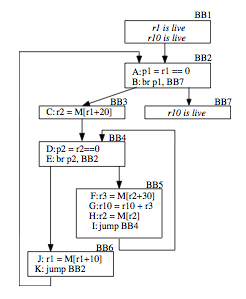 BB1
r1 is live
r10 is live
BB2
A: p1 = r1 == 0
B: br p1, BB7
BB3
C: r2 = M[r1+20]
BB7
r10 is live
BB4
D: p2 = r2==0
E: br p2, BB2
BB5
F: r3 = M[r2+30]
G: r10 = r10 + r3
H: r2 = M[r2]
I: jump BB4
BB6
J: r1 = M[r1+10]
K: jump BB2